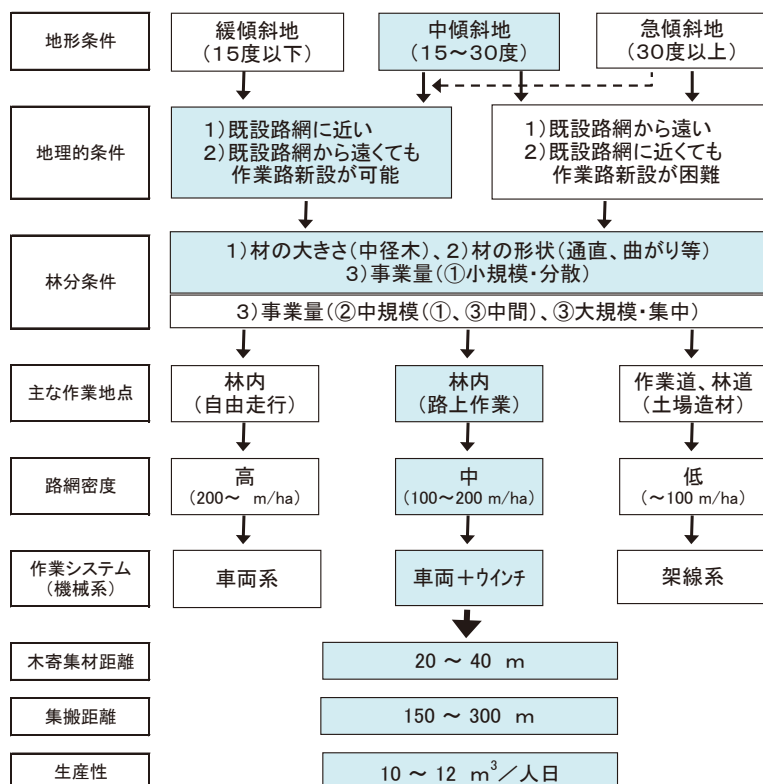 地形条件
緩傾斜地
(15度以下)
中傾斜地
(15～30度)
急傾斜地
(30度以上)
地理的条件
1)既設路網に近い
2)既設路網から遠くても
作業路新設が可能
1)既設路網から遠い
2)既設路網に近くても
作業路新設が困難
林分条件
1)材の大きさ(中径木)、2)材の形状(通直、曲がり等)
3)事業量(①小規模・分散)
3)事業量(②中規模(①、③中間)、③大規模・集中)
主な作業地点
林内
(自由走行)
林内
(路上作業)
作業道、林道
(土場造材)
路網密度
高
(200～ m/ha)
中
(100～200 m/ha)
低
(～100 m/ha)
作業システム
(機械系)
車両系
車両＋ウインチ
架線系
木寄集材距離
20 ～ 40 m
集搬距離
150 ～ 300 m
生産性
10 ～ 12 m³／人日